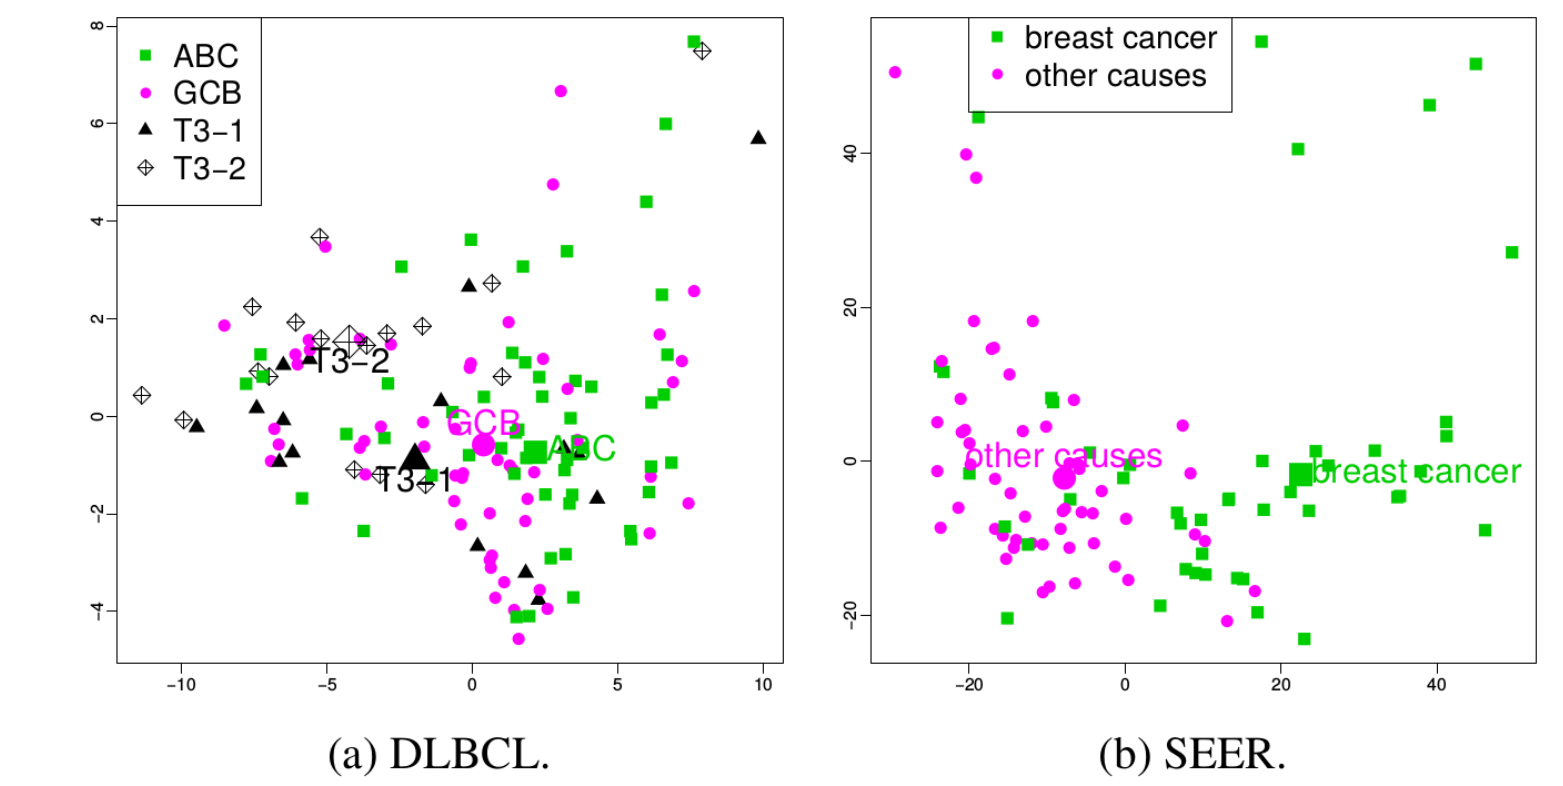 ABC
GCB
T3-1
T3-2
8
6
4
2
0
-2
-4
-10
-5
0
5
10
T3-2
GCB
ABC
T3-1
(a) DLBCL.
breast cancer
other causes
40
20
0
-20
-20
0
20
40
other causes
breast cancer
(b) SEER.